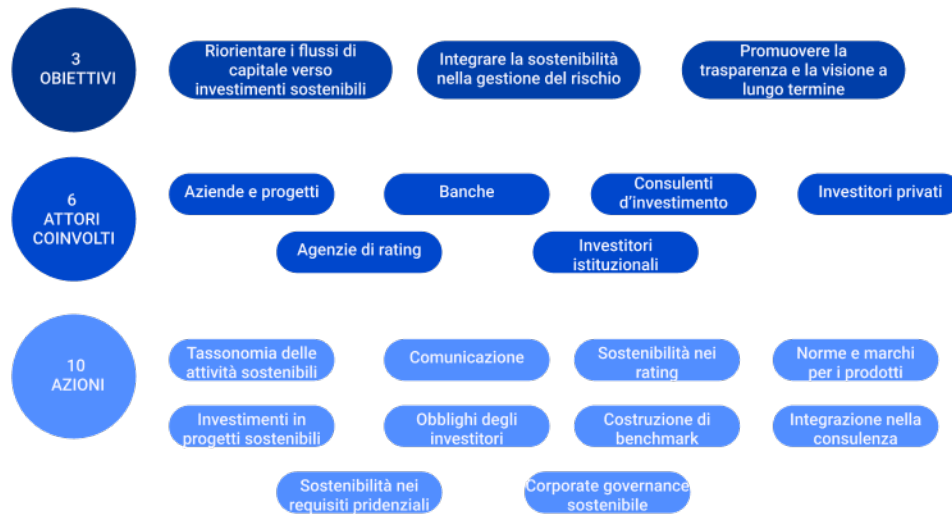 3
OBIETTIVI
Riorientare i flussi di
capitale verso
investimenti sostenibili
Integrare la sostenibilità
nella gestione del rischio
Promuovere la
trasparenza e la visione a
lungo termine
6
ATTORI
COINVOLTI
Aziende e progetti
Banche
Consulenti
d'investimento
Investitori privati
Agenzie di rating
Investitori
istituzionali
10
AZIONI
Tassonomia delle
attività sostenibili
Comunicazione
Sostenibilità nei
rating
Norme e marchi
per i prodotti
Investimenti in
progetti sostenibili
Obblighi degli
investitori
Costruzione di
benchmark
Integrazione nella
consulenza
Sostenibilità nei
requisiti pridenziali
Corporate governance
sostenibile